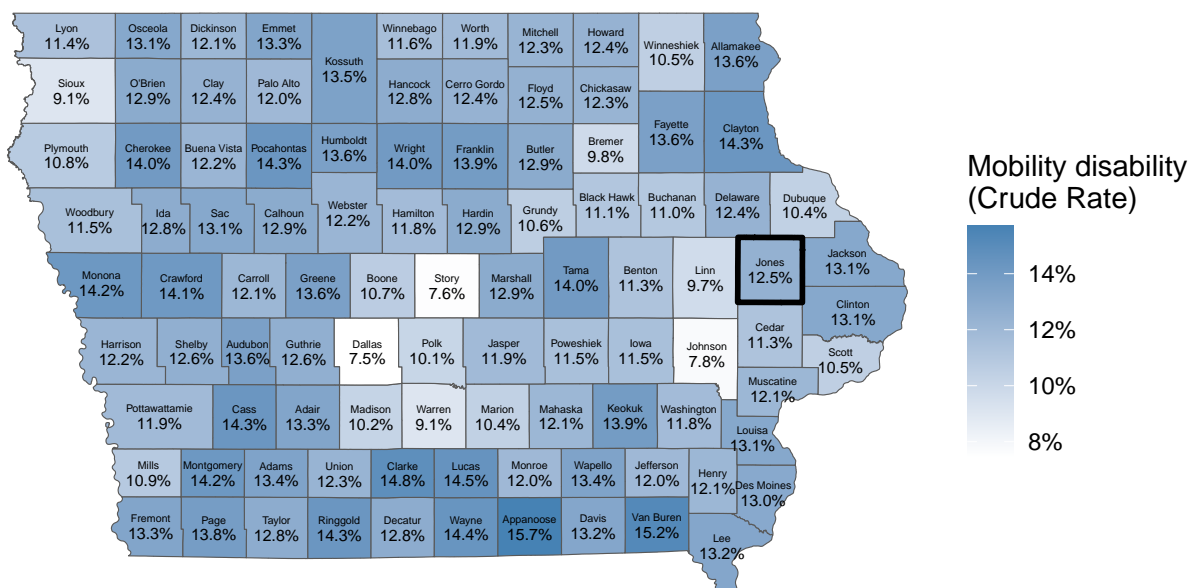 Lyon
11.4%
Osceola
13.1%
Dickinson
12.1%
Emmet
13.3%
Kossuth
13.5%
Winnebago
11.6%
Worth
11.9%
Mitchell
12.3%
Howard
12.4%
Winneshiek
10.5%
Allamakee
13.6%
Sioux
9.1%
O'Brien
12.9%
Clay
12.4%
Palo Alto
12.0%
Hancock
12.8%
Cerro Gordo
12.4%
Floyd
12.5%
Chickasaw
12.3%
Plymouth
10.8%
Cherokee
14.0%
Buena Vista
12.2%
Pocahontas
14.3%
Humboldt
13.6%
Wright
14.0%
Franklin
13.9%
Butler
12.9%
Bremer
9.8%
Fayette
13.6%
Clayton
14.3%
Woodbury
11.5%
Ida
12.8%
Sac
13.1%
Calhoun
12.9%
Webster
12.2%
Hamilton
11.8%
Hardin
12.9%
Grundy
10.6%
Black Hawk
11.1%
Buchanan
11.0%
Delaware
12.4%
Dubuque
10.4%
Monona
14.2%
Crawford
14.1%
Carroll
12.1%
Greene
13.6%
Boone
10.7%
Story
7.6%
Marshall
12.9%
Tama
14.0%
Benton
11.3%
Linn
9.7%
Jones
12.5%
Jackson
13.1%
Clinton
13.1%
Harrison
12.2%
Shelby
12.6%
Audubon
13.6%
Guthrie
12.6%
Dallas
7.5%
Polk
10.1%
Jasper
11.9%
Poweshiek
11.5%
Iowa
11.5%
Johnson
7.8%
Cedar
11.3%
Scott
10.5%
Muscatine
12.1%
Pottawattamie
11.9%
Cass
14.3%
Adair
13.3%
Madison
10.2%
Warren
9.1%
Marion
10.4%
Mahaska
12.1%
Keokuk
13.9%
Washington
11.8%
Louisa
13.1%
Mills
10.9%
Montgomery
14.2%
Adams
13.4%
Union
12.3%
Clarke
14.8%
Lucas
14.5%
Monroe
12.0%
Wapello
13.4%
Jefferson
12.0%
Henry
12.1%
Des Moines
13.0%
Fremont
13.3%
Page
13.8%
Taylor
12.8%
Ringgold
14.3%
Decatur
12.8%
Wayne
14.4%
Appanoose
15.7%
Davis
13.2%
Van Buren
15.2%
Lee
13.2%
Mobility disability
(Crude Rate)
14%
12%
10%
8%